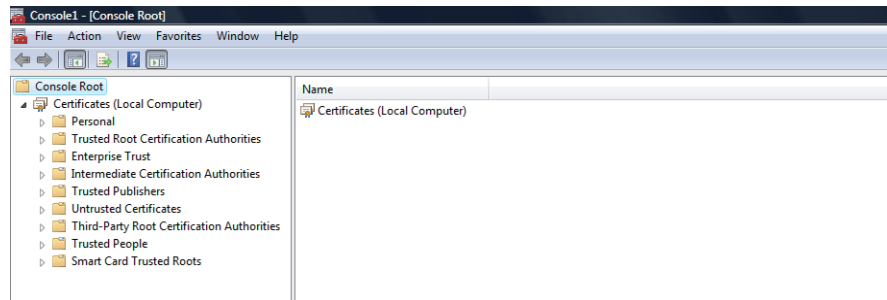 Console1 - [Console Root]
File Action View Favorites Window Help
Console Root
Certificates (Local Computer)
Personal
Trusted Root Certification Authorities
Enterprise Trust
Intermediate Certification Authorities
Trusted Publishers
Untrusted Certificates
Third-Party Root Certification Authorities
Trusted People
Smart Card Trusted Roots
Name
Certificates (Local Computer)